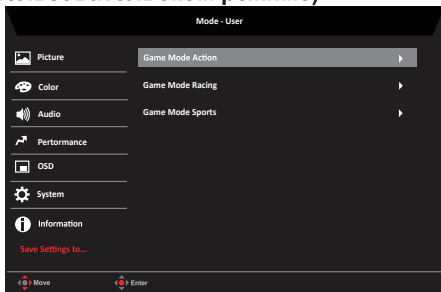 Mode - User
Picture
Game Mode Action
Color
Game Mode Racing
Audio
Game Mode Sports
Pertormance
OSD
System
Information
Save Settings to...
Move
Enter